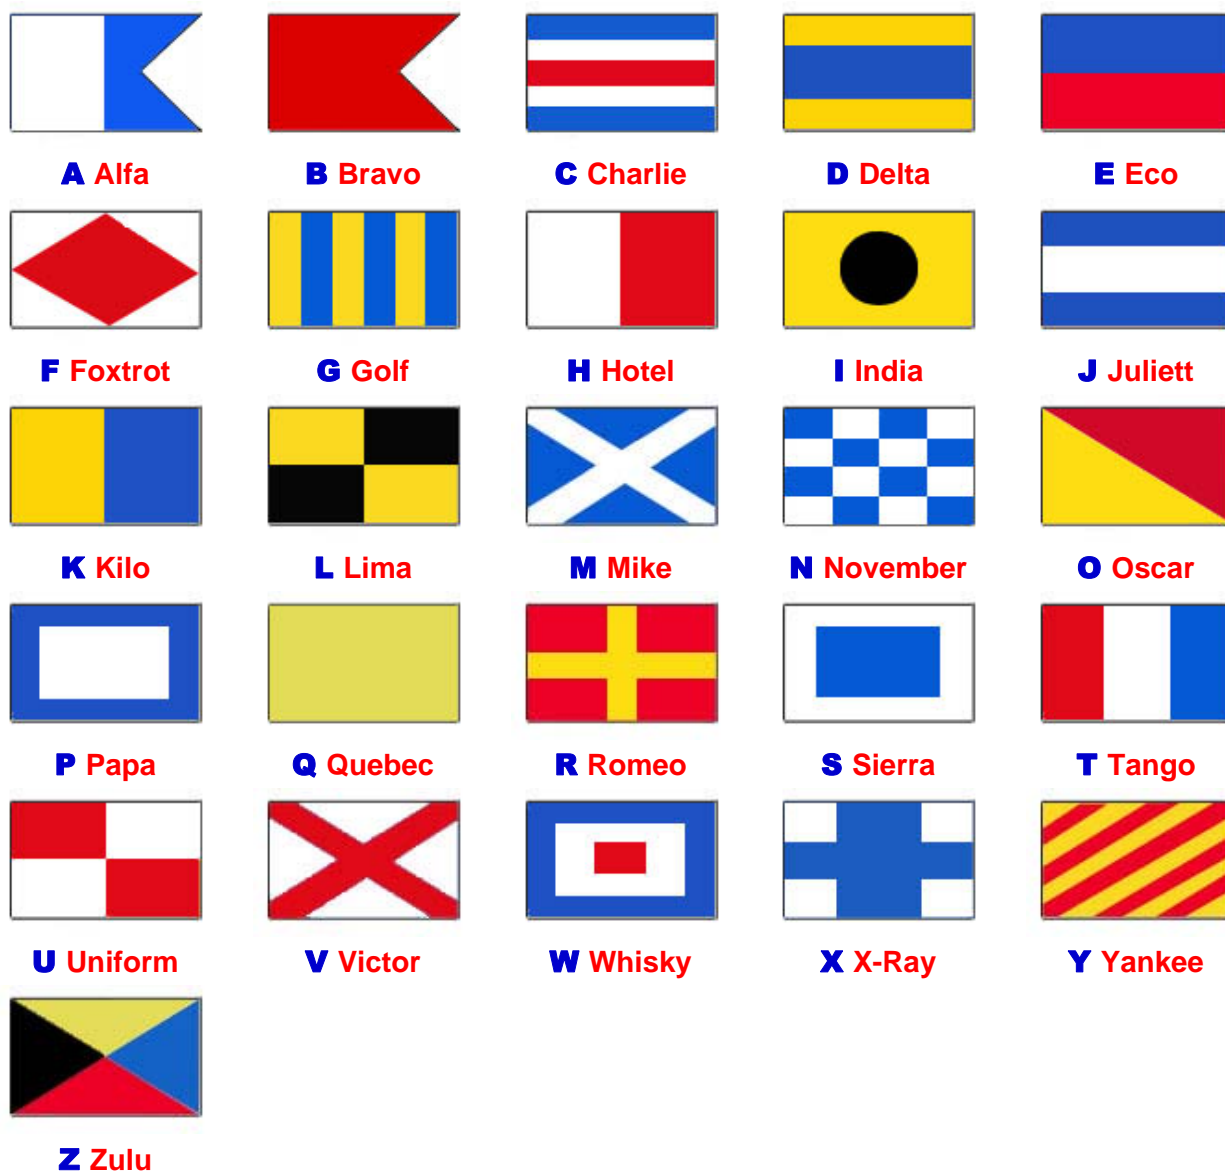 A Alfa B Bravo C Charlie D Delta E Eco
F Foxtrot G Golf H Hotel I India J Juliett
K Kilo L Lima M Mike N November O Oscar
P Papa Q Quebec R Romeo S Sierra T Tango
U Uniform V Victor W Whisky X X-Ray Y Yankee
Z Zulu